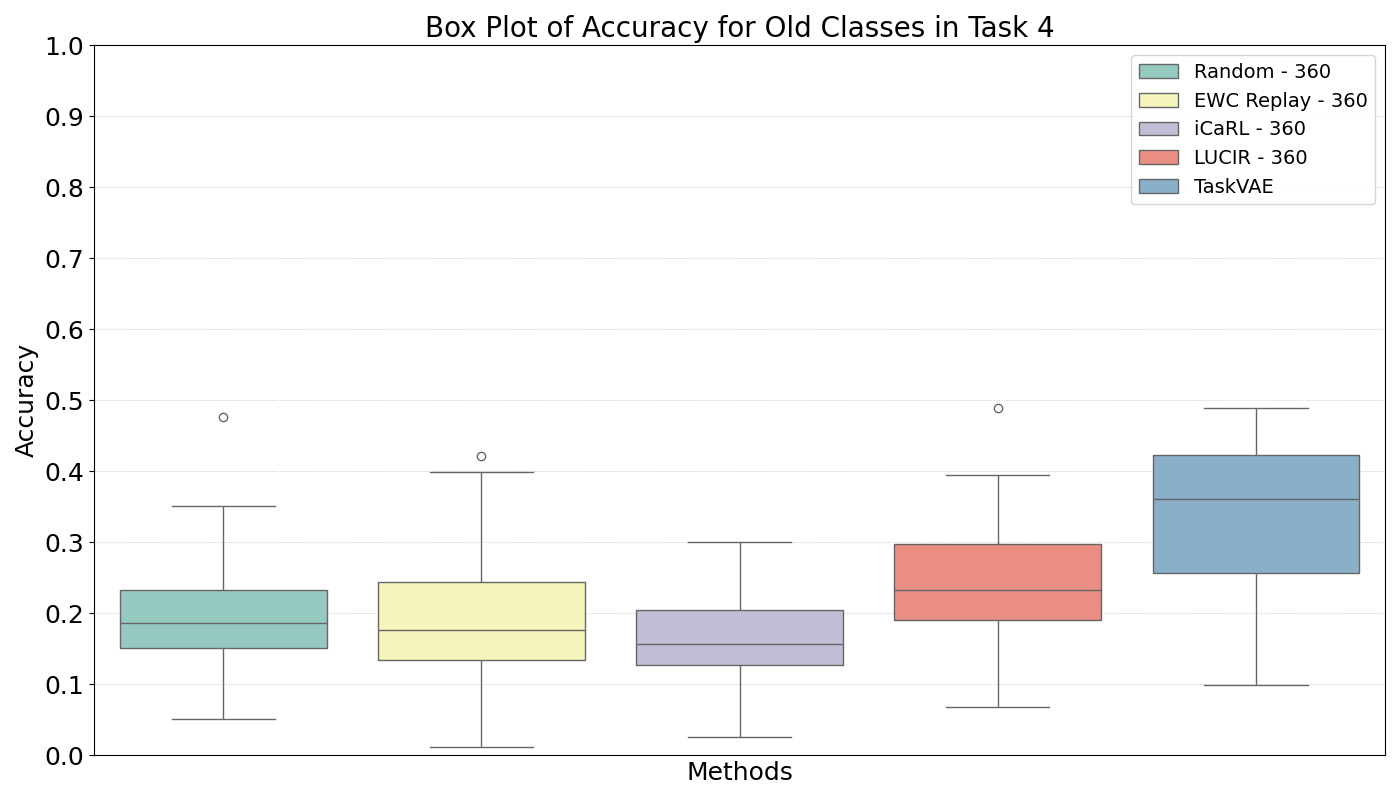 Box Plot of Accuracy for Old Classes in Task 4
1.0
0.9
0.8
0.7
0.6
0.5
0.4
0.3
0.2
0.1
0.0
Accuracy
Methods
Random - 360
EWC Replay - 360
iCaRL - 360
LUCIR - 360
TaskVAE